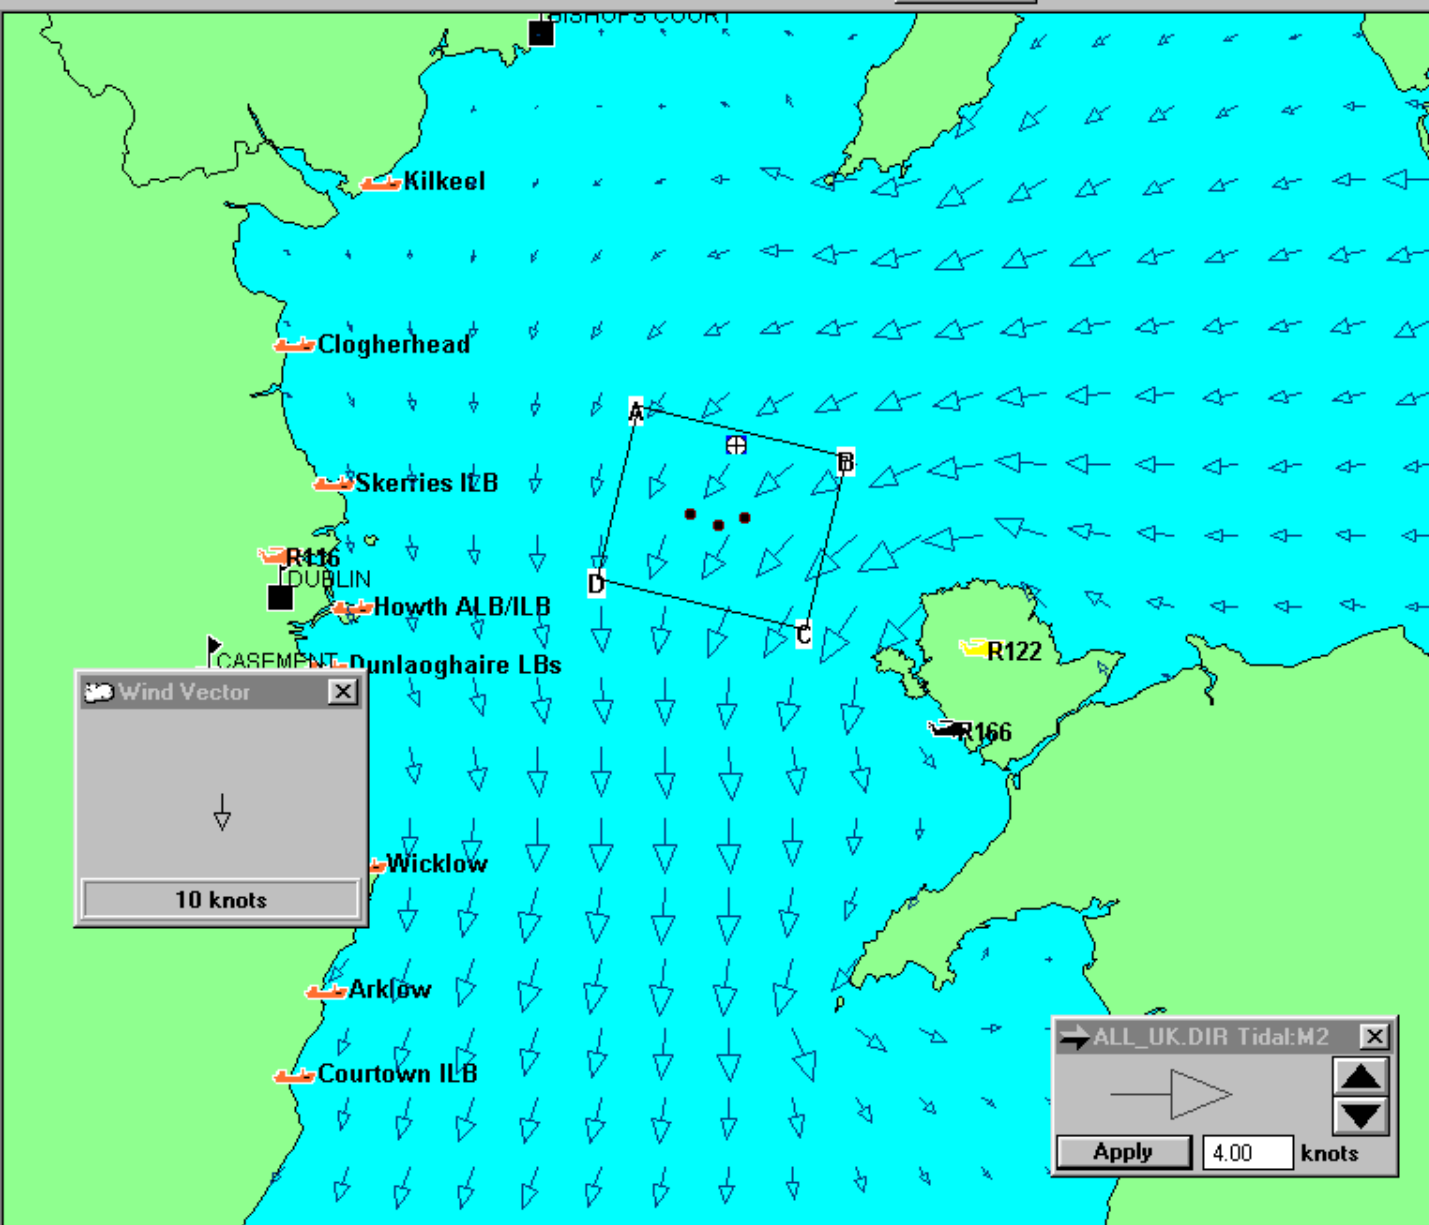 BISHOPS COURT
Kilkeel
Clogherhead
A
B
Skerries ILB
R116
DUBLIN
D
Howth ALB/ILB
C
CASEMENT
Dunlaoghaire LBs
R122
Wind Vector
R166
Wicklow
10 knots
Arklow
ALL_UK.DIR Tidal:M2
Courtown ILB
Apply
4.00
knots